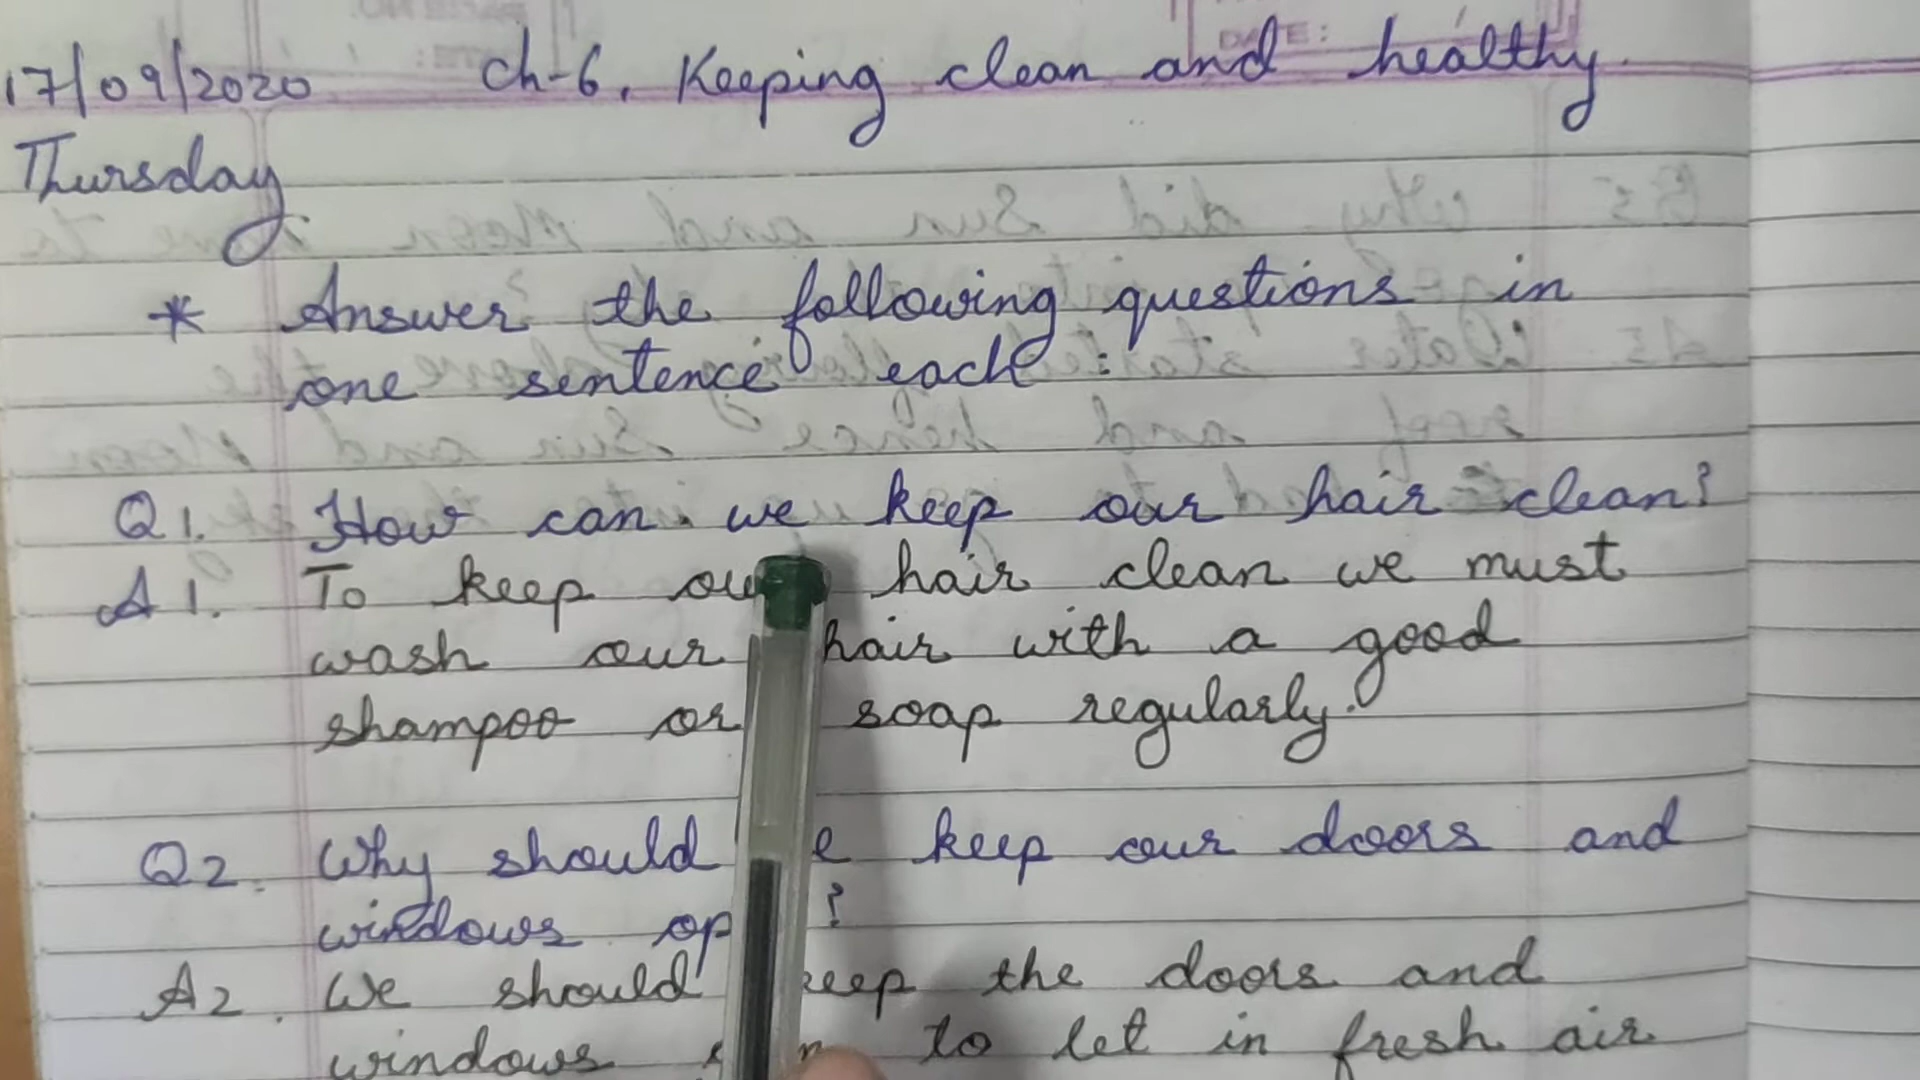 17/09/2020 Ch-6. Keeping clean and healthy.
Thursday
* Answer the following questions in
one sentence each :
Q1. How can we keep our hair clean?
A1. To keep our hair clean we must
wash our hair with a good
shampoo or soap regularly.
Q2. Why should keep our doors and
windows ?
A2. We should keep the doors and
windows to let in fresh air